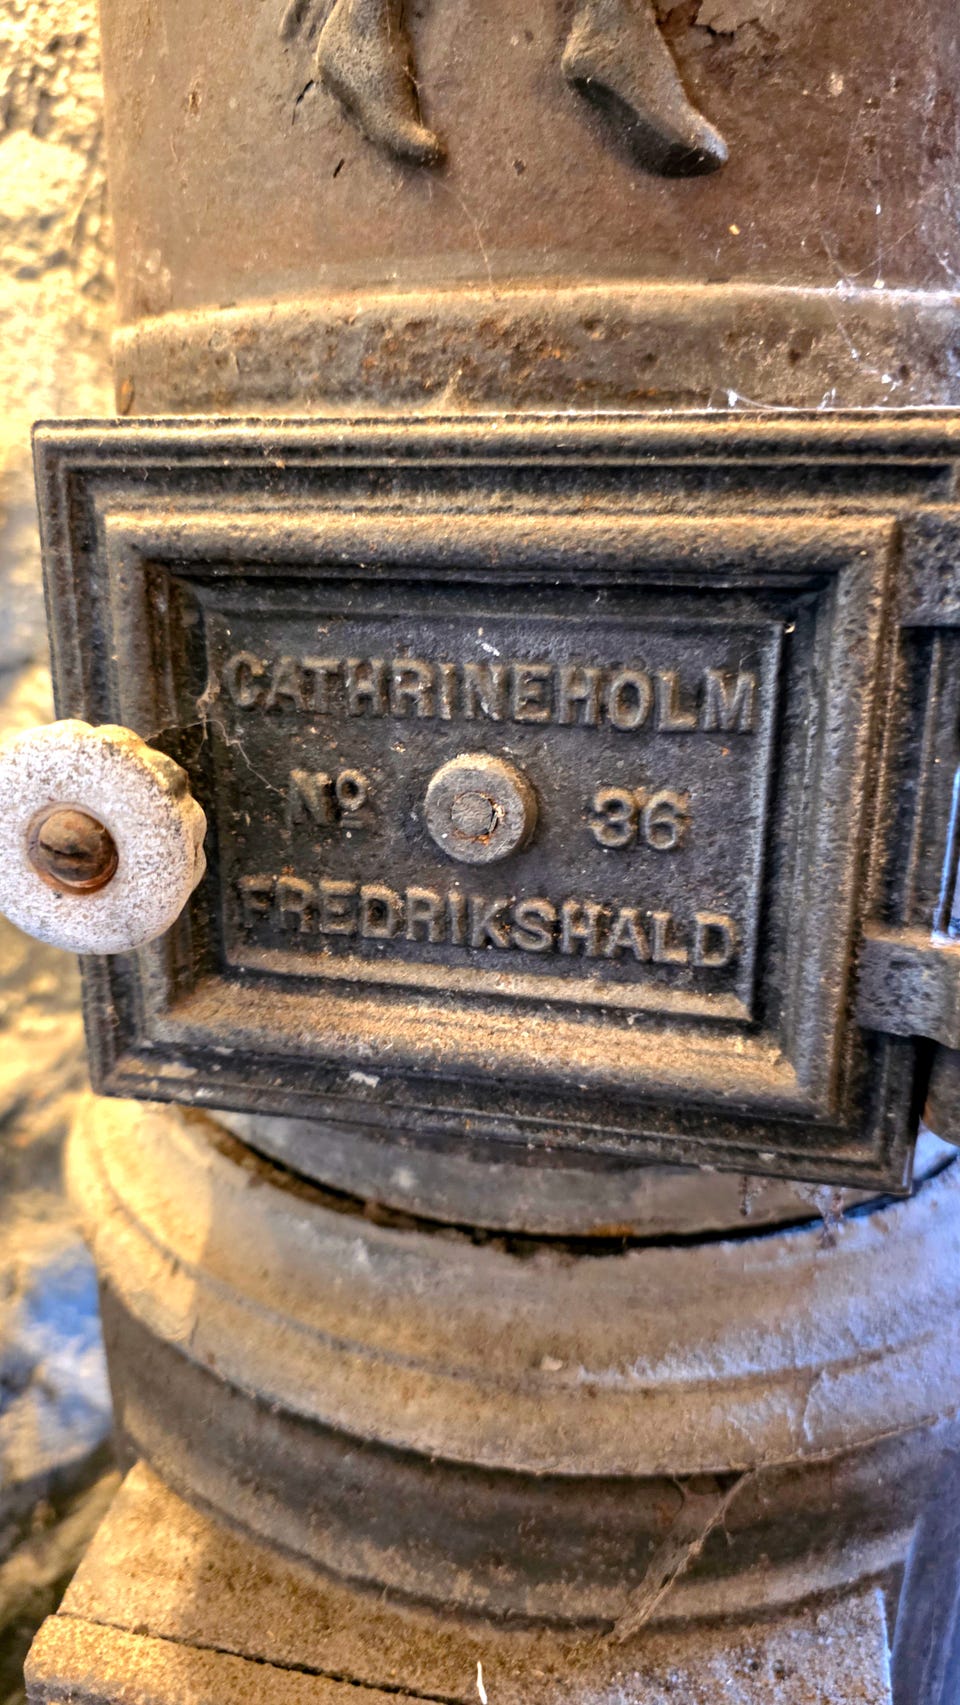 CATHRINEHOLM
Nº 36
FREDRIKSHALD